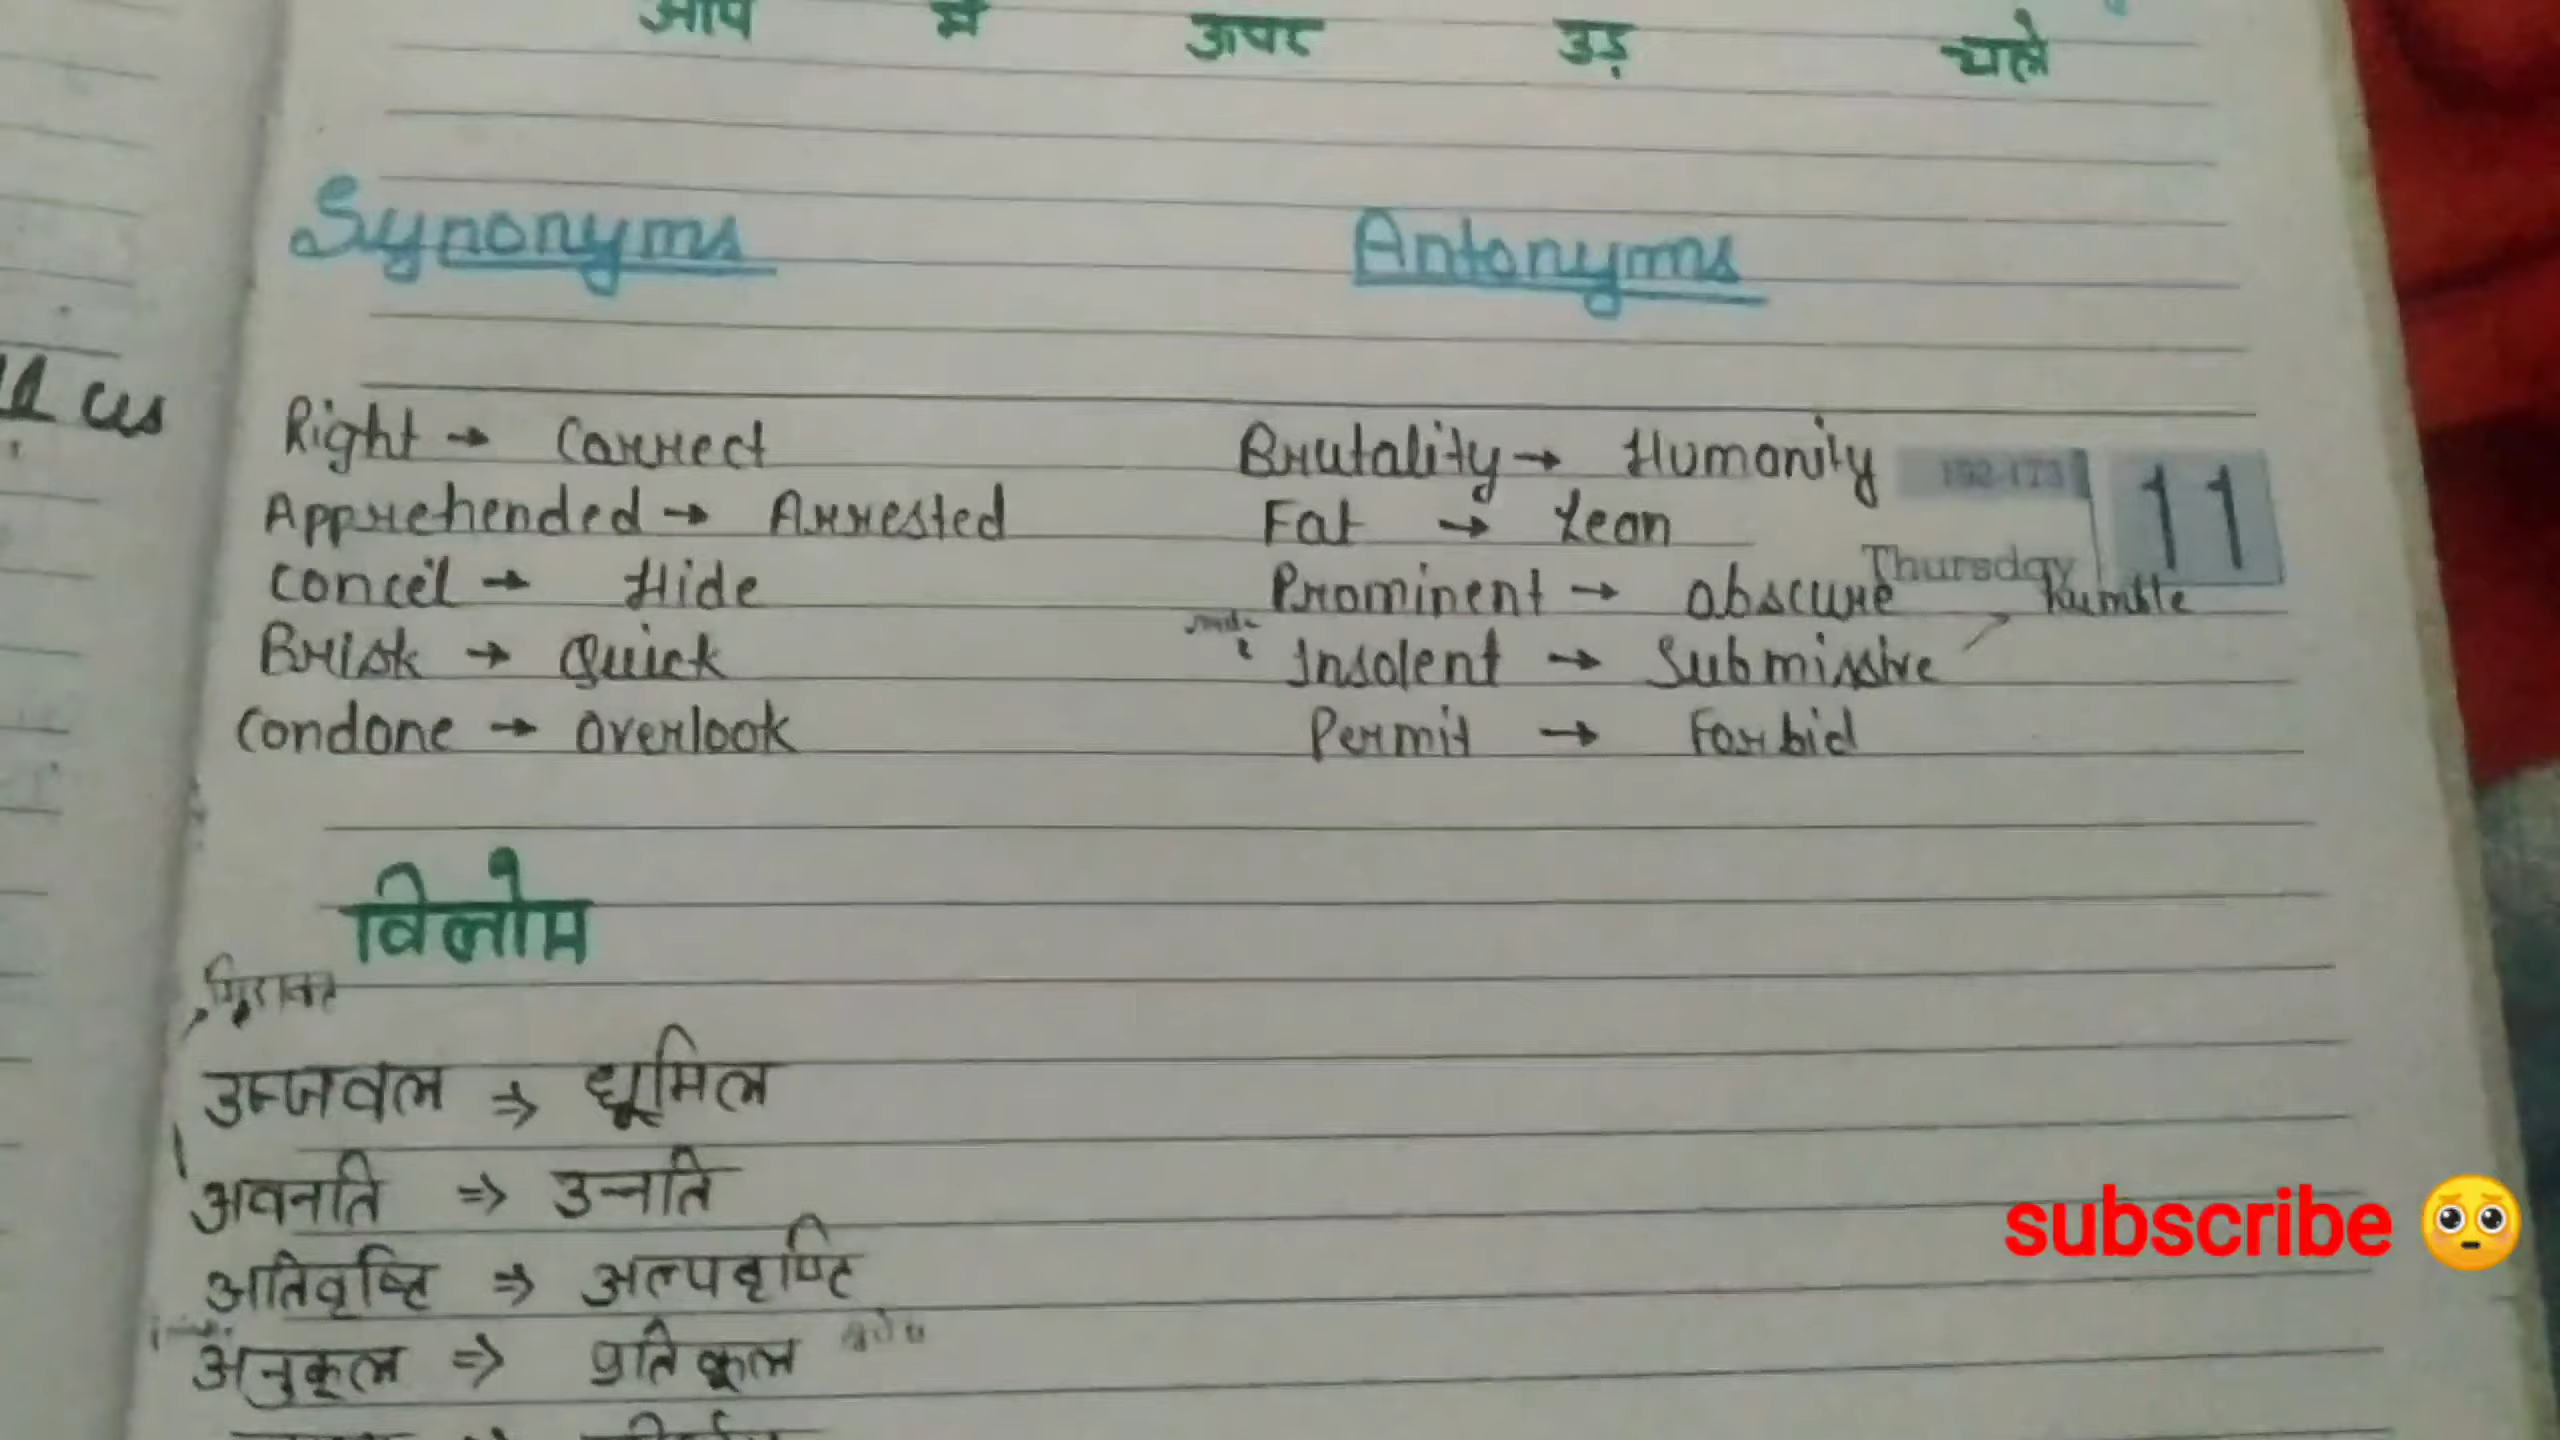 आप में ऊपर उड़ चले
Synonyms Antonyms
Right → Correct Brutality → Humanity
Apprehended → Arrested Fat → Lean
11
Thursday
Concel → Hide Prominent → Obscure humble
Brisk → Quick Insolent → Submissive
Condone → Overlook Permit → Forbid
विलोम
उज्जवल ⇒ धूमिल
अवनति ⇒ उन्नति
अतिवृष्टि ⇒ अल्पवृष्टि
अनुकूल ⇒ प्रतिकूल
subscribe 🥺